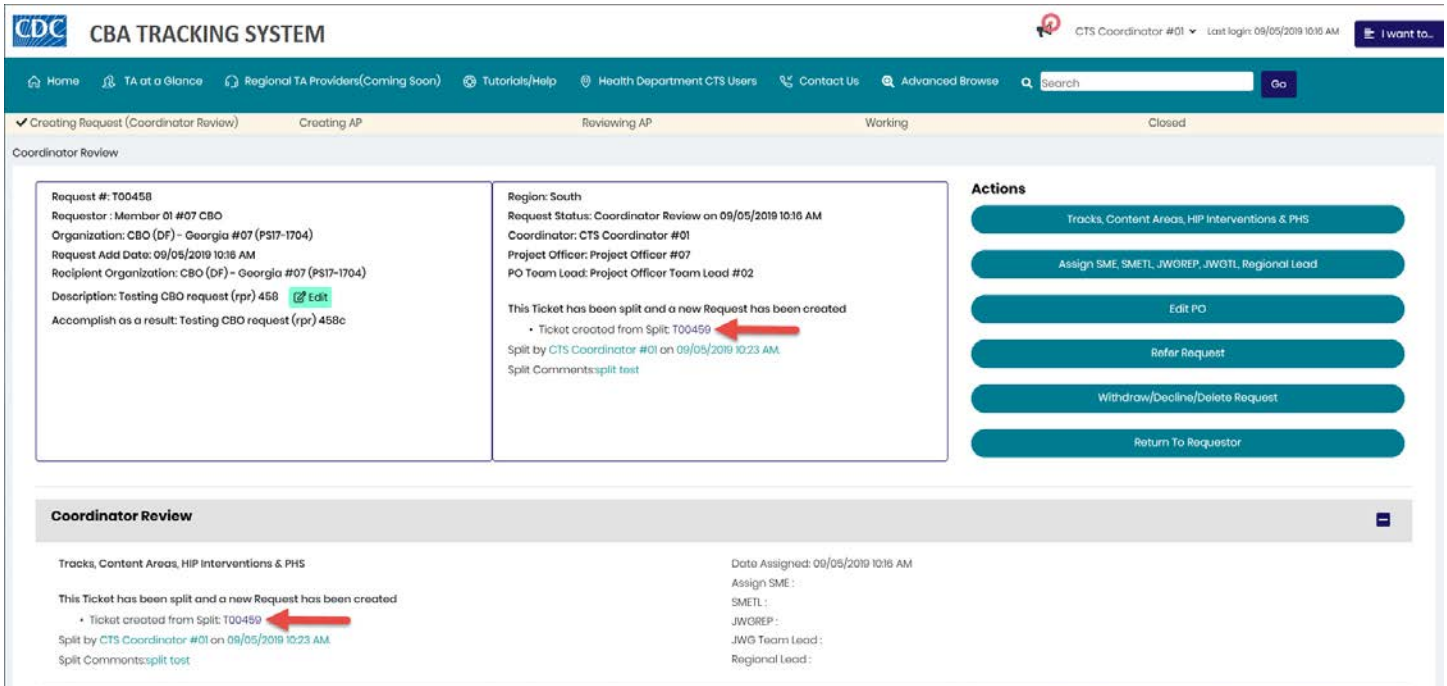 CDC
CBA TRACKING SYSTEM
CTS Coordinator #01 Last login: 09/05/2019 10:16 AM
I want to...
Home TA at a Glance Regional TA Providers(Coming Soon) Tutorials/Help Health Department CTS Users Contact Us Advanced Browse Search Go
Creating Request (Coordinator Review) Creating AP Reviewing AP Working Closed
Coordinator Review
Request #: T00458
Requestor : Member 01 #07 CBO
Organization: CBO (DF) - Georgia #07 (PS17-1704)
Request Add Date: 09/05/2019 10:16 AM
Recipient Organization: CBO (DF) - Georgia #07 (PS17-1704)
Description: Testing CBO request (rpr) 458 Edit
Accomplish as a result: Testing CBO request (rpr) 458c
Region: South
Request Status: Coordinator Review on 09/05/2019 10:16 AM
Coordinator: CTS Coordinator #01
Project Officer: Project Officer #07
PO Team Lead: Project Officer Team Lead #02
This Ticket has been split and a new Request has been created
• Ticket created from Split: T00459
Split by CTS Coordinator #01 on 09/05/2019 10:23 AM.
Split Comments:split test
Actions
Tracks, Content Areas, HIP Interventions & PHS
Assign SME, SMETL, JWGREP, JWGTL, Regional Lead
Edit PO
Refer Request
Withdraw/Decline/Delete Request
Return To Requestor
Coordinator Review
Tracks, Content Areas, HIP Interventions & PHS
This Ticket has been split and a new Request has been created
• Ticket created from Split: T00459
Split by CTS Coordinator #01 on 09/05/2019 10:23 AM.
Split Comments:split test
Date Assigned: 09/05/2019 10:16 AM
Assign SME :
SMETL :
JWGREP :
JWG Team Lead :
Regional Lead :